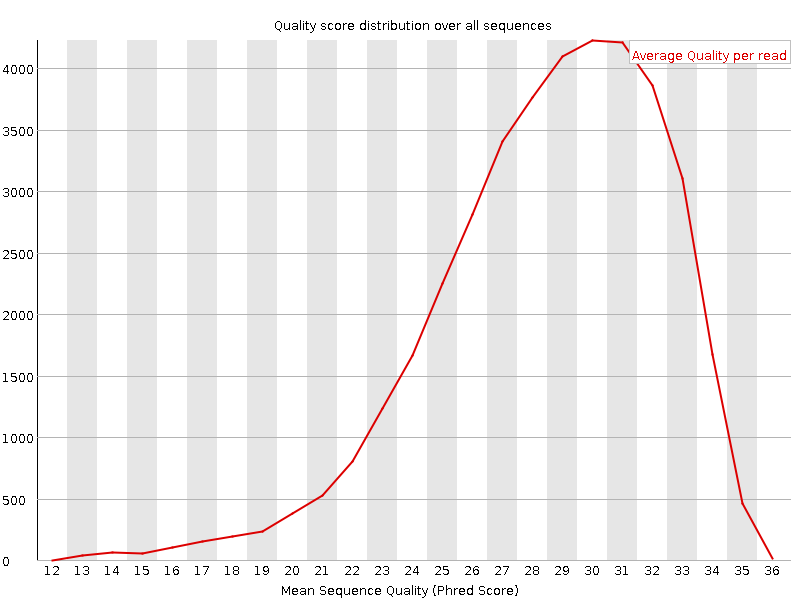 Quality score distribution over all sequences
Average Quality per read
4000
3500
3000
2500
2000
1500
1000
500
0
12 13 14 15 16 17 18 19 20 21 22 23 24 25 26 27 28 29 30 31 32 33 34 35 36
Mean Sequence Quality (Phred Score)